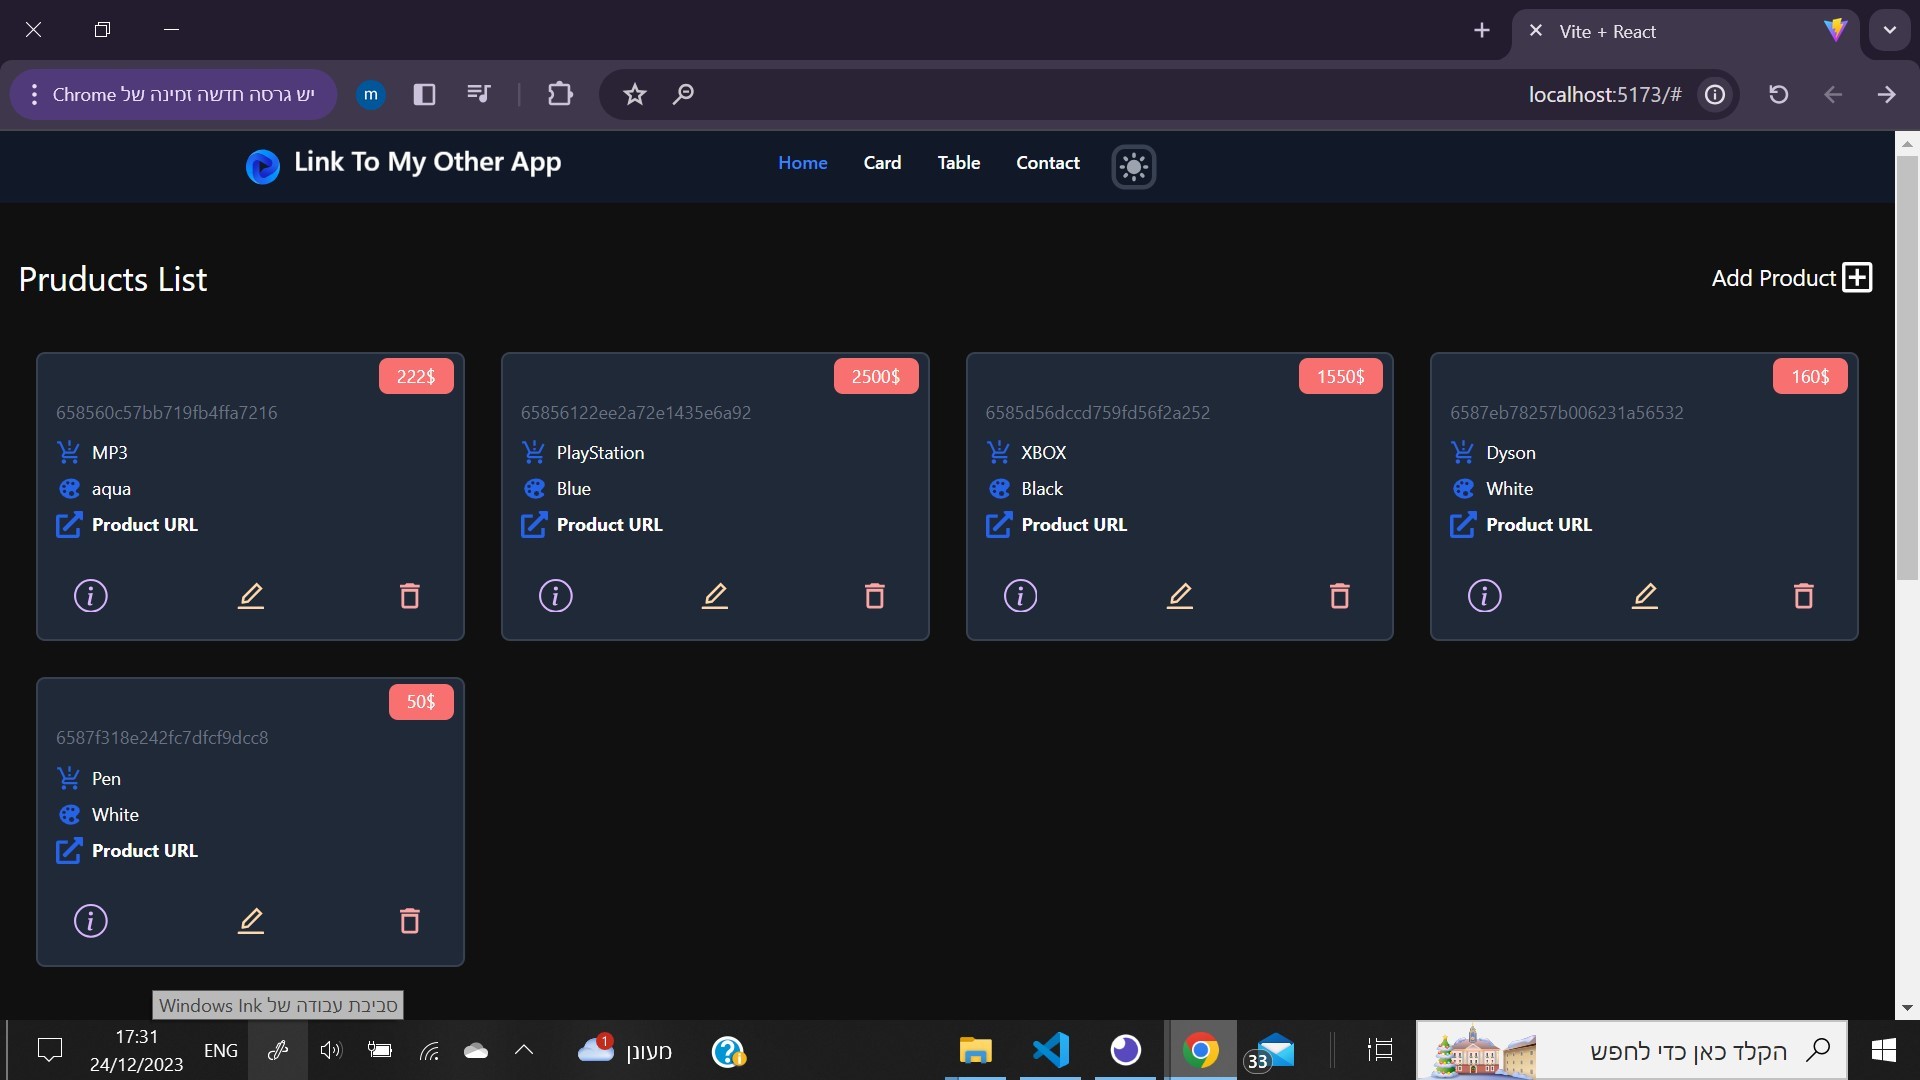 Vite + React
יש גרסה חדשה זמינה של Chrome
m
localhost:5173/#
Link To My Other App
Home
Card
Table
Contact
Pruducts List
Add Product
222$
658560c57bb719fb4ffa7216
MP3
aqua
Product URL
2500$
65856122ee2a72e1435e6a92
PlayStation
Blue
Product URL
1550$
6585d56dccd759fd56f2a252
XBOX
Black
Product URL
160$
6587eb78257b006231a56532
Dyson
White
Product URL
50$
6587f318e242fc7dfcf9dcc8
Pen
White
Product URL
סביבת עבודה של Windows Ink
17:31
24/12/2023
ENG
1
מעונן
33
הקלד כאן כדי לחפש